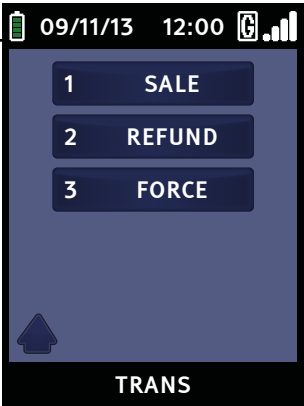 09/11/13 12:00 G
1 SALE
2 REFUND
3 FORCE
TRANS